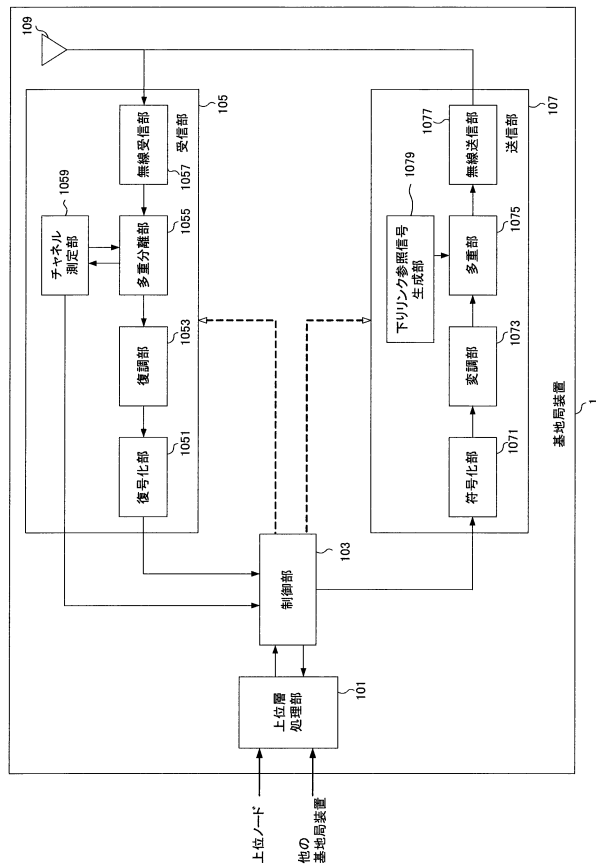 上位ノード
他の
基地局装置
上位層
処理部
101
制御部
103
復号化部
1051
復調部
1053
多重分離部
1055
無線受信部
1057
チャネル
測定部
1059
受信部
105
109
符号化部
1071
変調部
1073
多重部
1075
無線送信部
1077
下りリンク参照信号
生成部
1079
送信部
107
基地局装置
1